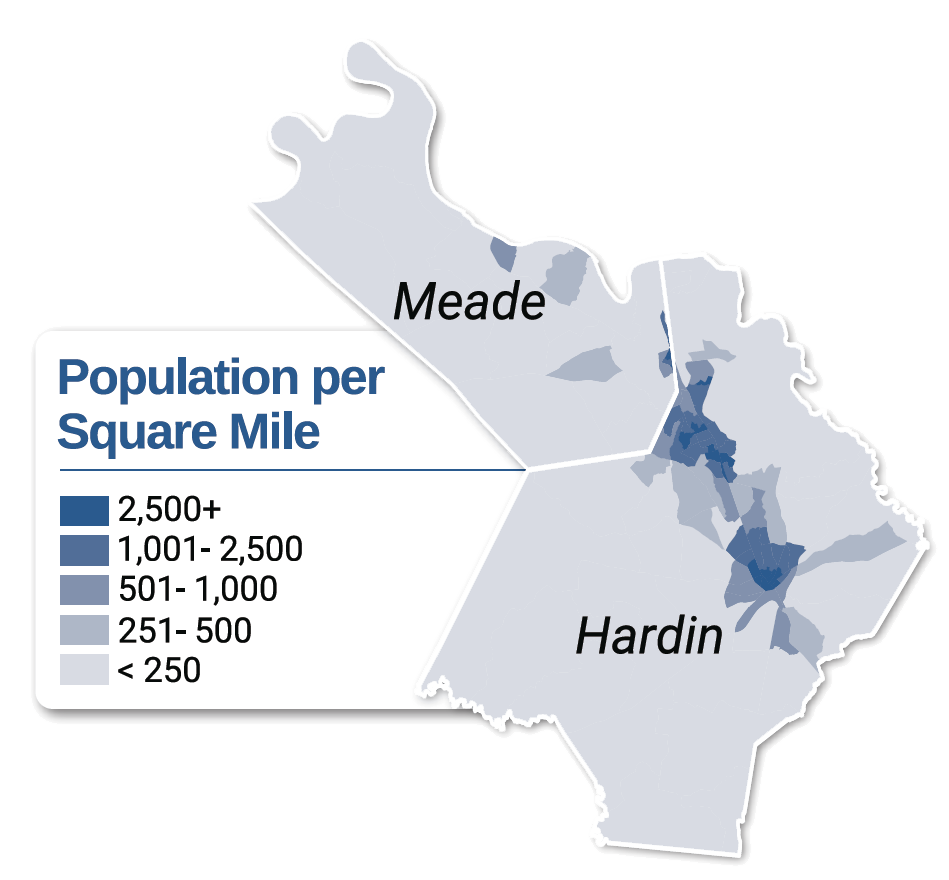 Meade
Population per
Square Mile
2,500+
1,001- 2,500
501- 1,000
251- 500
< 250
Hardin